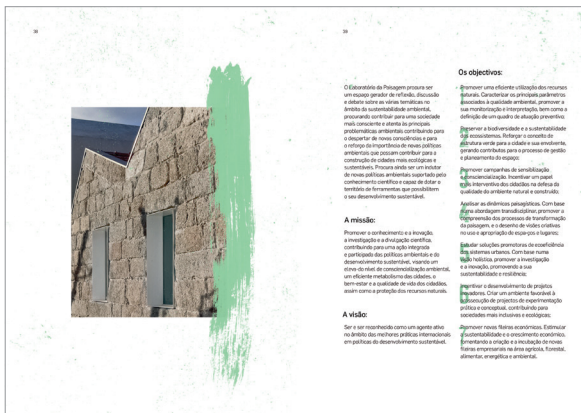 38
39
O Laboratório da Paisagem procura ser
um espaço gerador de reflexão, discussão
e debate sobre as várias temáticas no
âmbito da sustentabilidade ambiental,
procurando contribuir para uma sociedade
mais consciente e atenta às principais
problemáticas ambientais contribuindo para
o despertar de novas consciências e para
o reforço da importância de novas políticas
ambientais que possam contribuir para a
construção de cidades mais ecológicas e
sustentáveis. Procura ainda ser um indutor
de novas políticas ambientais suportado pelo
conhecimento científico e capaz de dotar o
território de ferramentas que possibilitem
o seu desenvolvimento sustentável.
A missão:
Promover o conhecimento e a inovação,
a investigação e a divulgação científica,
contribuindo para uma ação integrada
e participada das políticas ambientais e do
desenvolvimento sustentável, visando um
eleva-do nível de consciencialização ambiental,
um eficiente metabolismo das cidades, o
bem-estar e a qualidade de vida dos cidadãos,
assim como a proteção dos recursos naturais.
A visão:
Ser e ser reconhecido como um agente ativo
no âmbito das melhores práticas internacionais
em políticas do desenvolvimento sustentável.
Os objectivos:
Promover uma eficiente utilização dos recursos
naturais. Caracterizar os principais parâmetros
associados à qualidade ambiental, promover a
sua monitorização e interpretação, bem como a
definição de um quadro de atuação preventivo.
Preservar a biodiversidade e a sustentabilidade
dos ecossistemas. Reforçar o conceito de
estrutura verde para a cidade e sua envolvente,
gerando contributos para o processo de gestão
e planeamento do espaço;
Promover campanhas de sensibilização
e consciencialização. Incentivar um papel
mais interventivo dos cidadãos na defesa da
qualidade do ambiente natural e construído;
Analisar as dinâmicas paisagísticas. Com base
numa abordagem transdisciplinar, promover a
compreensão dos processos de transformação
da paisagem, e o desenho de visões criativas
no uso e apropriação de espa-ços e lugares;
Estudar soluções promotoras de ecoeficiência
dos sistemas urbanos. Com base numa
visão holística, promover a investigação
e a inovação, promovendo a sua
sustentabilidade e resiliência;
Incentivar o desenvolvimento de projetos
inovadores. Criar um ambiente favorável à
prossecução de projectos de experimentação
prática e conceptual, contribuindo para
sociedades mais inclusivas e ecológicas;
Promover novas fileiras económicas. Estimular
a sustentabilidade e o crescimento económico,
fomentando a criação e a incubação de novas
fileiras empresariais na área agrícola, florestal,
alimentar, energética e ambiental.